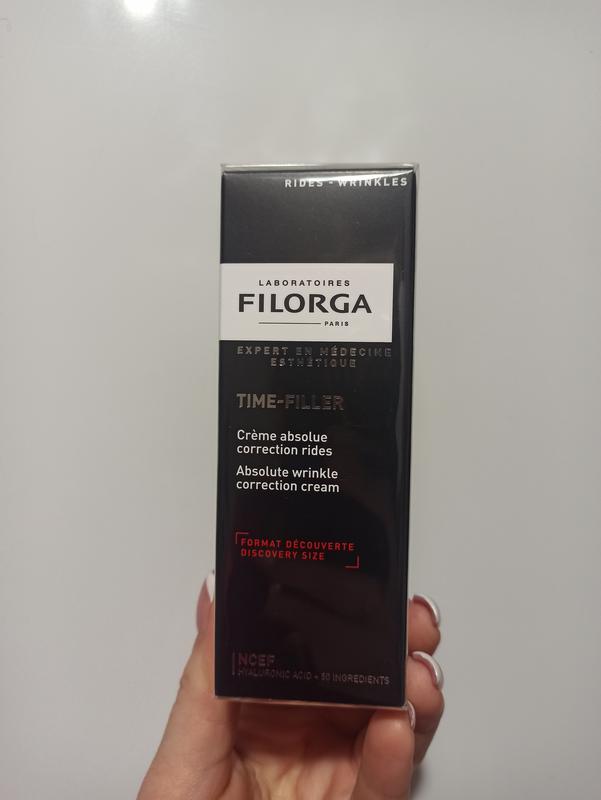 RIDES - WRINKLES
LABORATOIRES
FILORGA
PARIS
EXPERT EN MÉDECINE
ESTHÉTIQUE
TIME-FILLER
Crème absolue
correction rides
Absolute wrinkle
correction cream
FORMAT DÉCOUVERTE
DISCOVERY SIZE
NCEF
HYALURONIC ACID + 50 INGREDIENTS